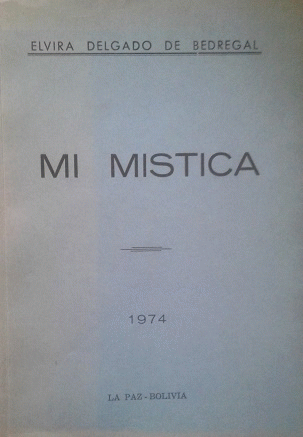 ELVIRA DELGADO DE BEDREGAL
MI MISTICA
1974
LA PAZ-BOLIVIA